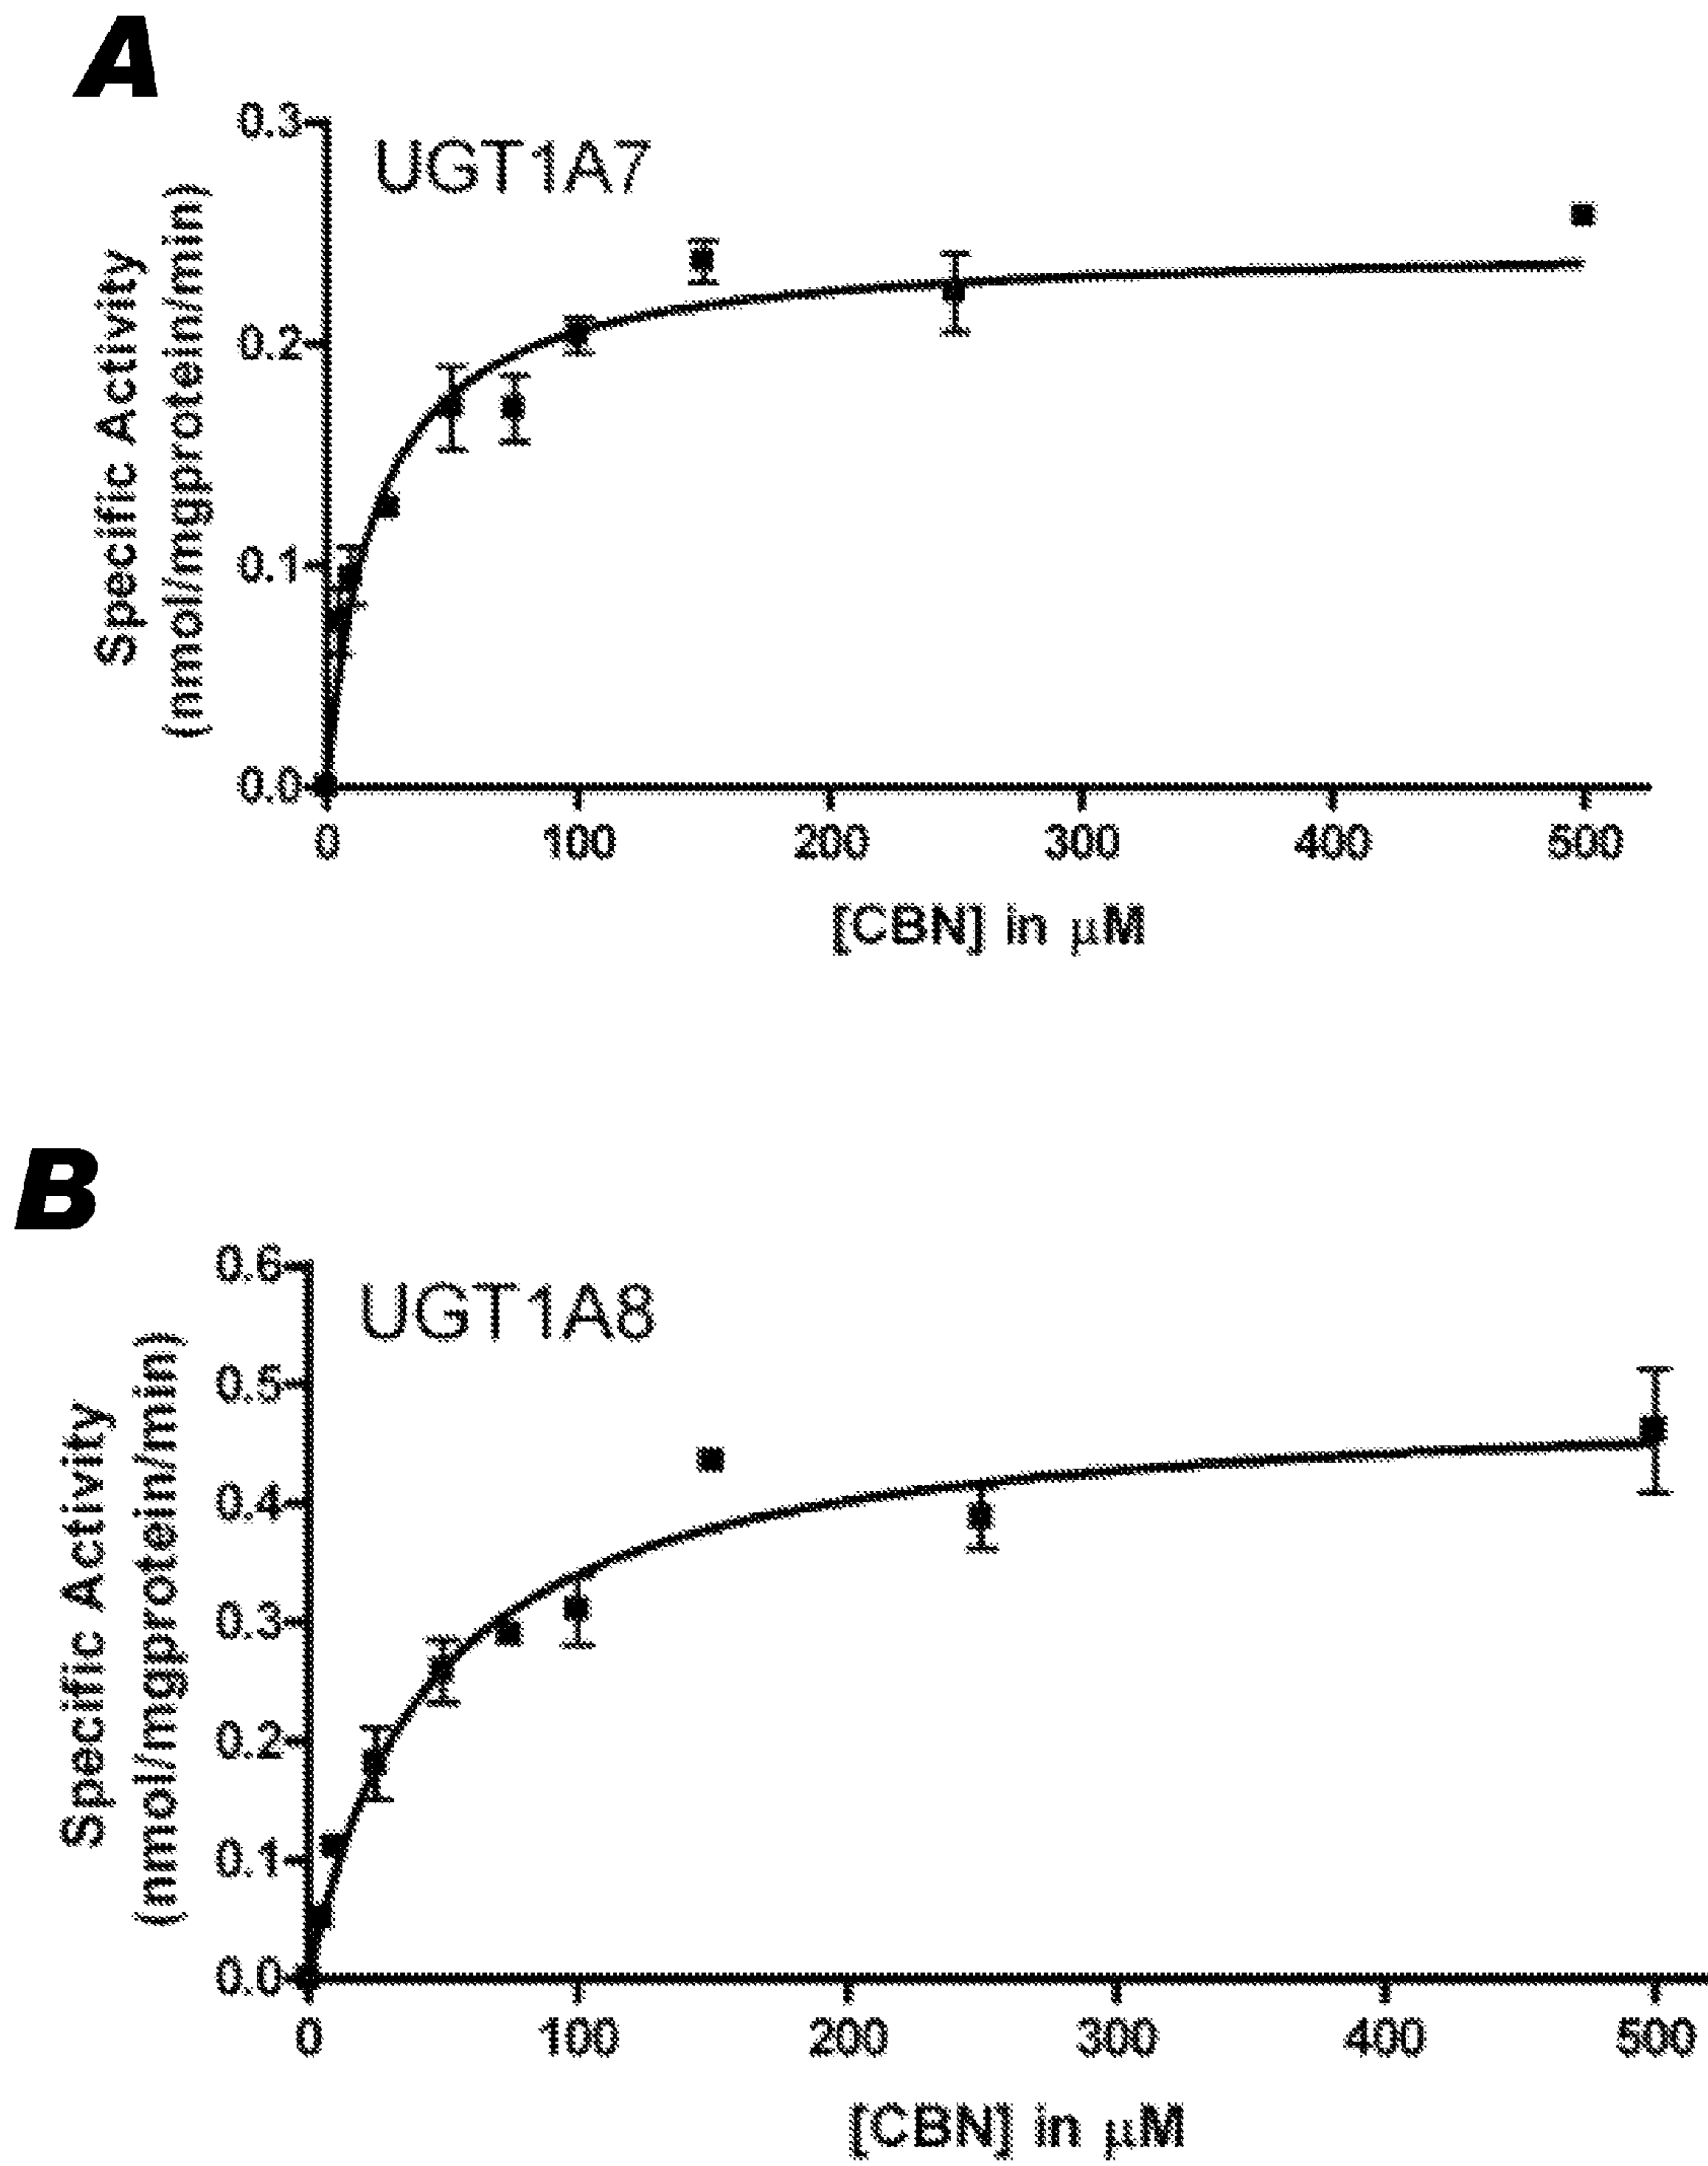 A
0.3
UGT1A7
0.2
0.1
0.0
Specific Activity
(nmol/mgprotein/min)
0 100 200 300 400 500
[CBN] in μM
B
0.6
UGT1A8
0.5
0.4
0.3
0.2
0.1
0.0
Specific Activity
(nmol/mgprotein/min)
0 100 200 300 400 500
[CBN] in μM